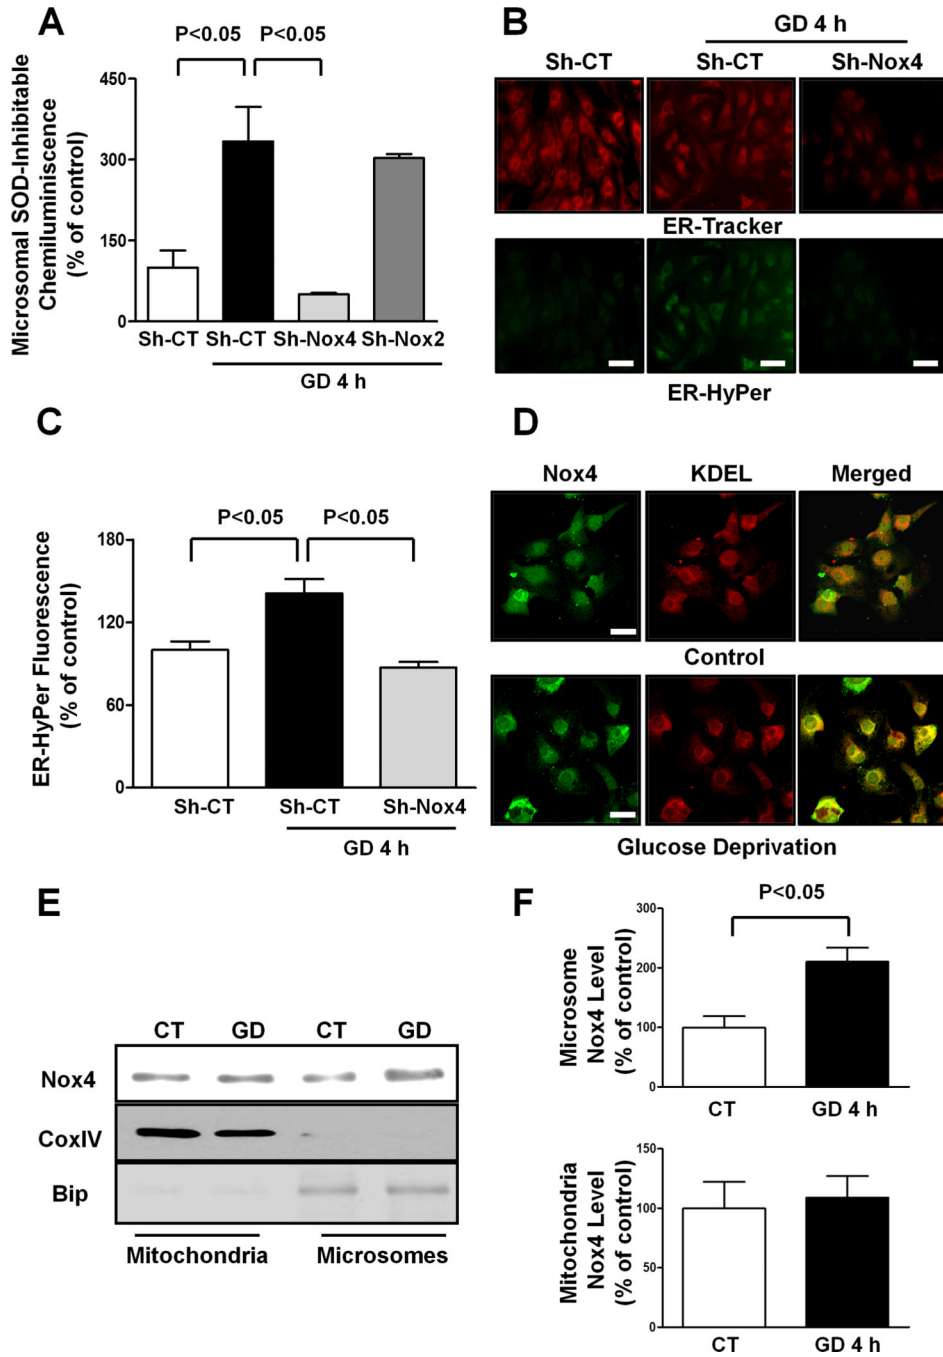 A
P<0.05 P<0.05
Microsomal SOD-Inhibitable
Chemiluminiscence
(% of control)
450
300
150
0
Sh-CT Sh-CT Sh-Nox4 Sh-Nox2
GD 4 h
B
GD 4 h
Sh-CT Sh-CT Sh-Nox4
ER-Tracker
ER-HyPer
C
P<0.05 P<0.05
ER-HyPer Fluorescence
(% of control)
180
120
60
0
Sh-CT Sh-CT Sh-Nox4
GD 4 h
D
Nox4 KDEL Merged
Control
Glucose Deprivation
E
CT GD CT GD
Nox4
CoxIV
Bip
Mitochondria Microsomes
F
P<0.05
Microsome
Nox4 Level
(% of control)
300
200
100
0
CT GD 4 h
Mitochondria
Nox4 Level
(% of control)
150
100
50
0
CT GD 4 h